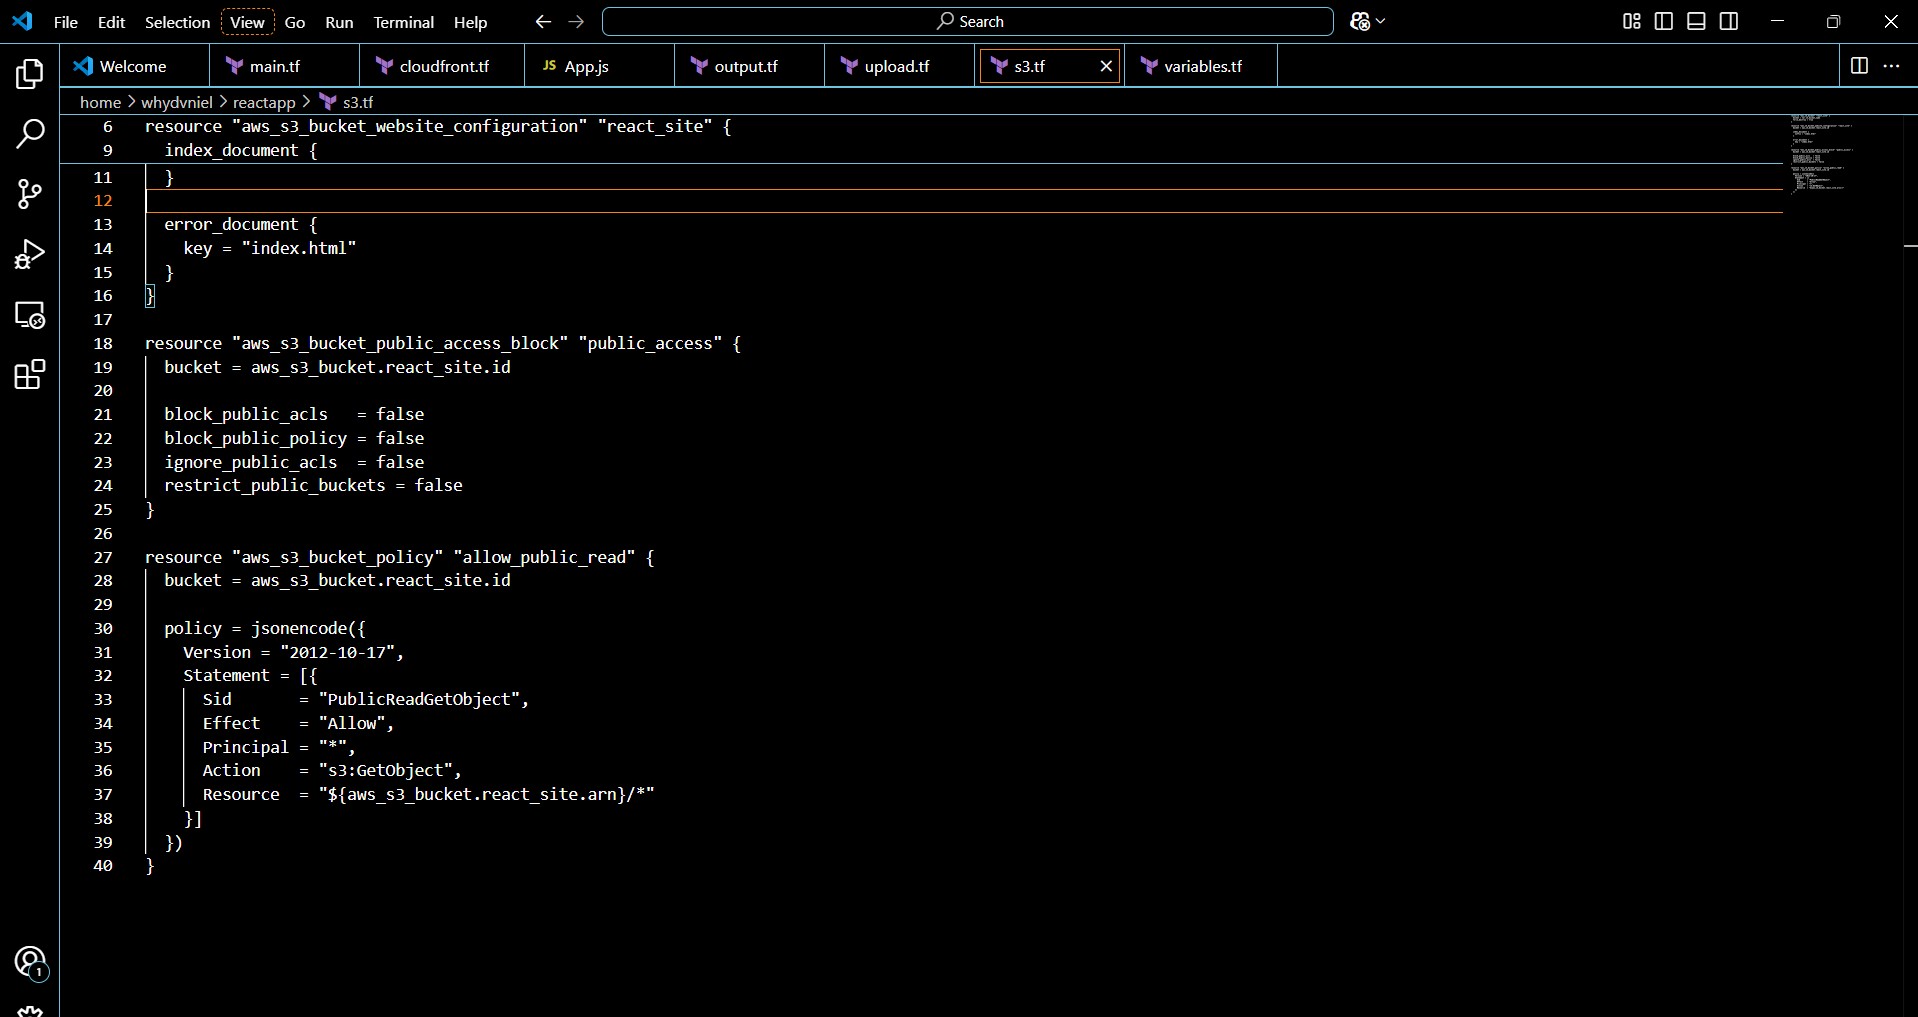 File Edit Selection View Go Run Terminal Help Search
Welcome main.tf cloudfront.tf JS App.js output.tf upload.tf s3.tf variables.tf
home > whydvniel > reactapp > s3.tf
6 resource "aws_s3_bucket_website_configuration" "react_site" {
9   index_document {
11   }
12
13   error_document {
14     key = "index.html"
15   }
16 }
17
18 resource "aws_s3_bucket_public_access_block" "public_access" {
19   bucket = aws_s3_bucket.react_site.id
20
21   block_public_acls   = false
22   block_public_policy = false
23   ignore_public_acls  = false
24   restrict_public_buckets = false
25 }
26
27 resource "aws_s3_bucket_policy" "allow_public_read" {
28   bucket = aws_s3_bucket.react_site.id
29
30   policy = jsonencode({
31     Version = "2012-10-17",
32     Statement = [{
33       Sid       = "PublicReadGetObject",
34       Effect    = "Allow",
35       Principal = "*",
36       Action    = "s3:GetObject",
37       Resource  = "${aws_s3_bucket.react_site.arn}/*"
38     }]
39   })
40 }
1